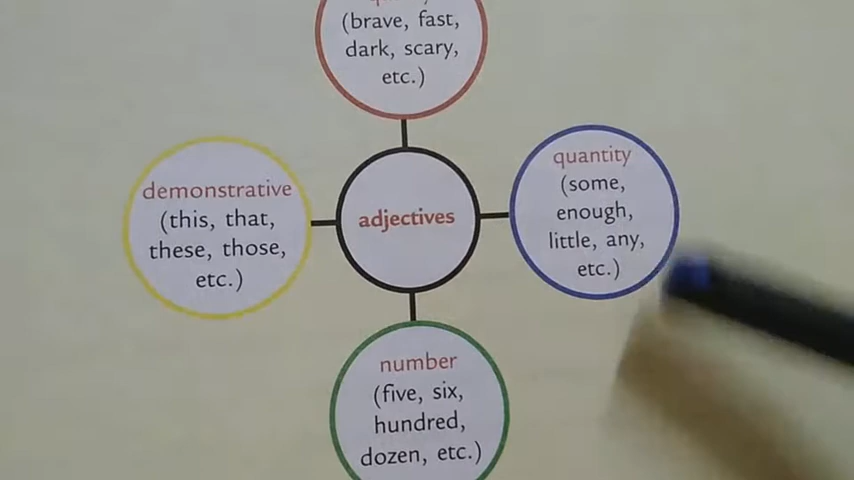 (brave, fast,
dark, scary,
etc.)
demonstrative
(this, that,
these, those,
etc.)
adjectives
quantity
(some,
enough,
little, any,
etc.)
number
(five, six,
hundred,
dozen, etc.)